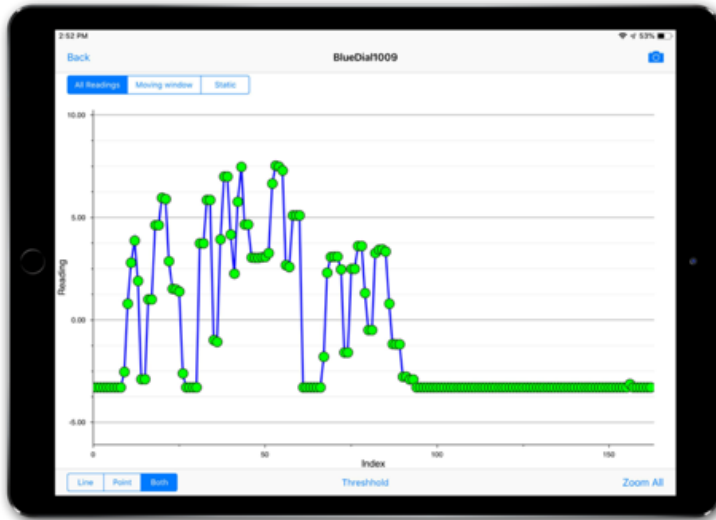 2:52 PM 53%
Back BlueDial1009
All Readings Moving window Static
10.00
5.00
Reading
0.00
-5.00
0 50 100 150
Index
Line Point Both Threshhold Zoom All